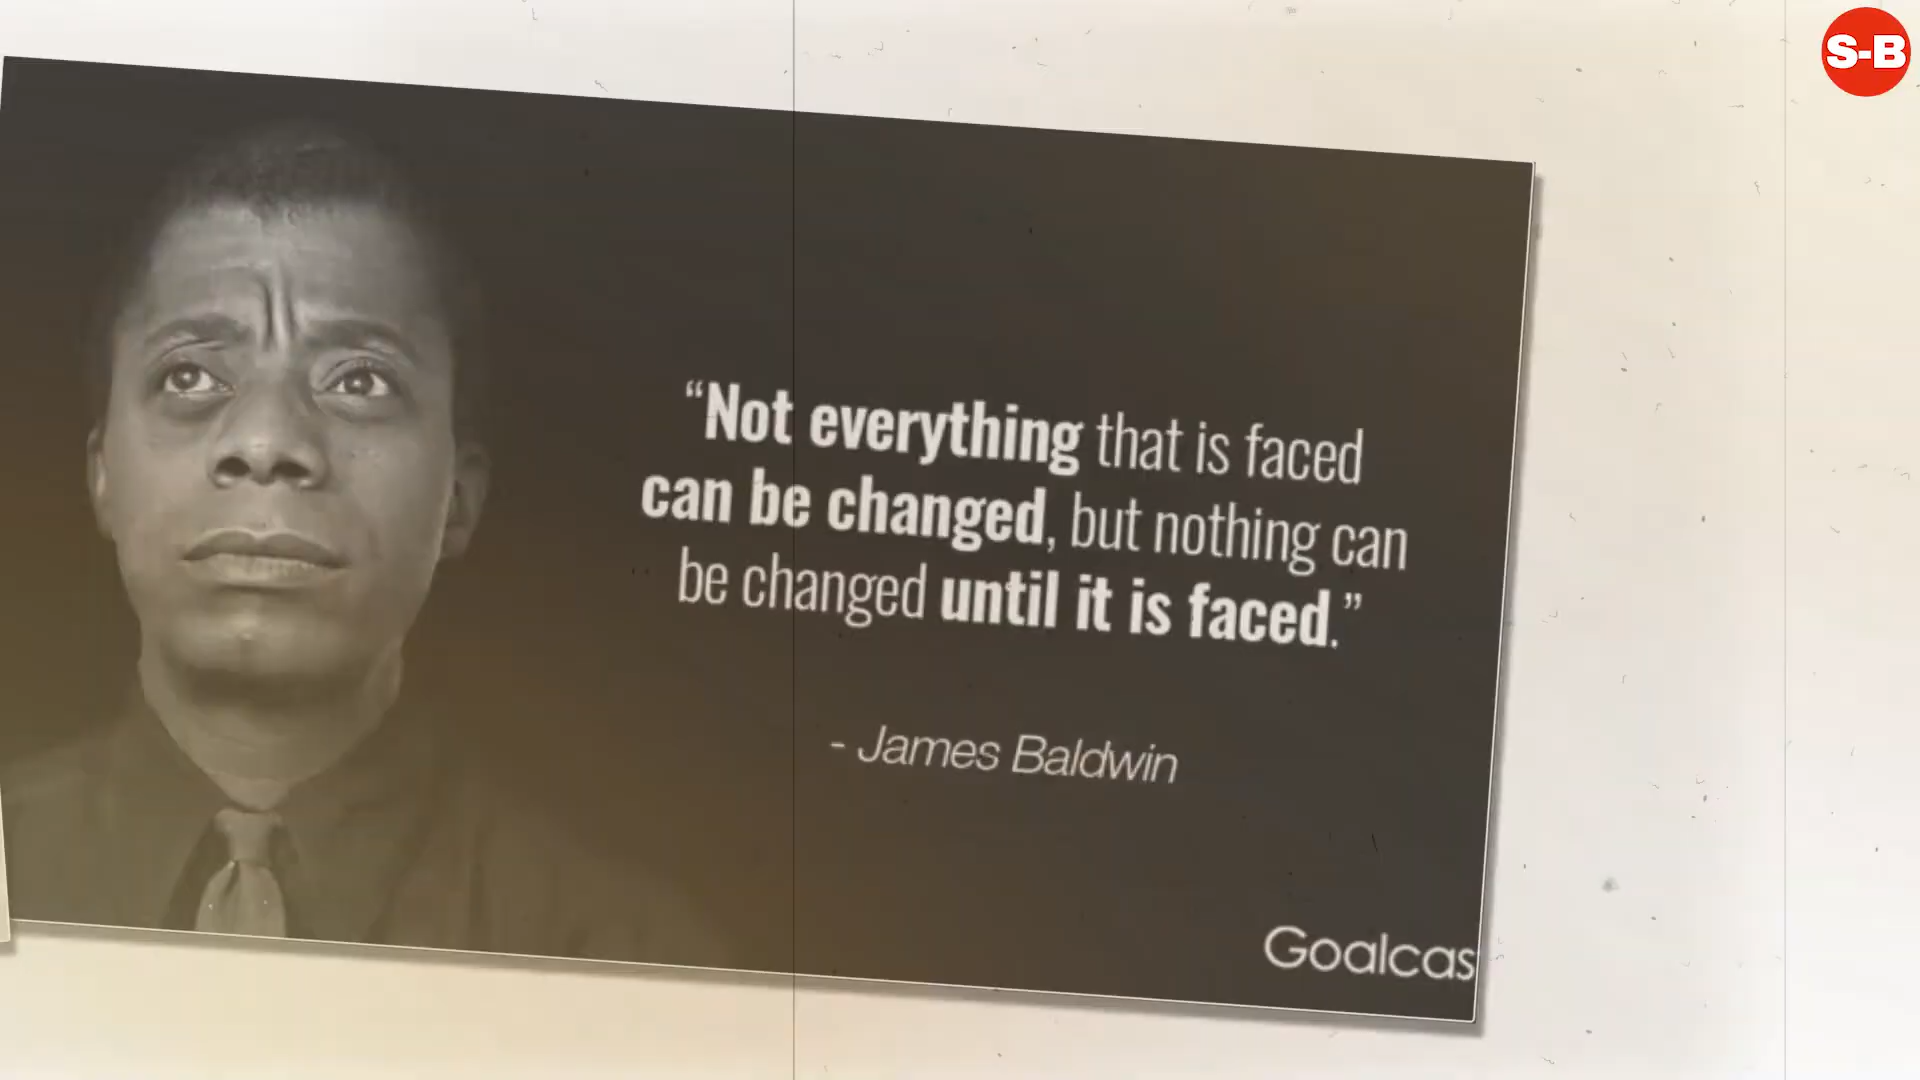 S-B
“Not everything that is faced
can be changed, but nothing can
be changed until it is faced.”
- James Baldwin
Goalcas